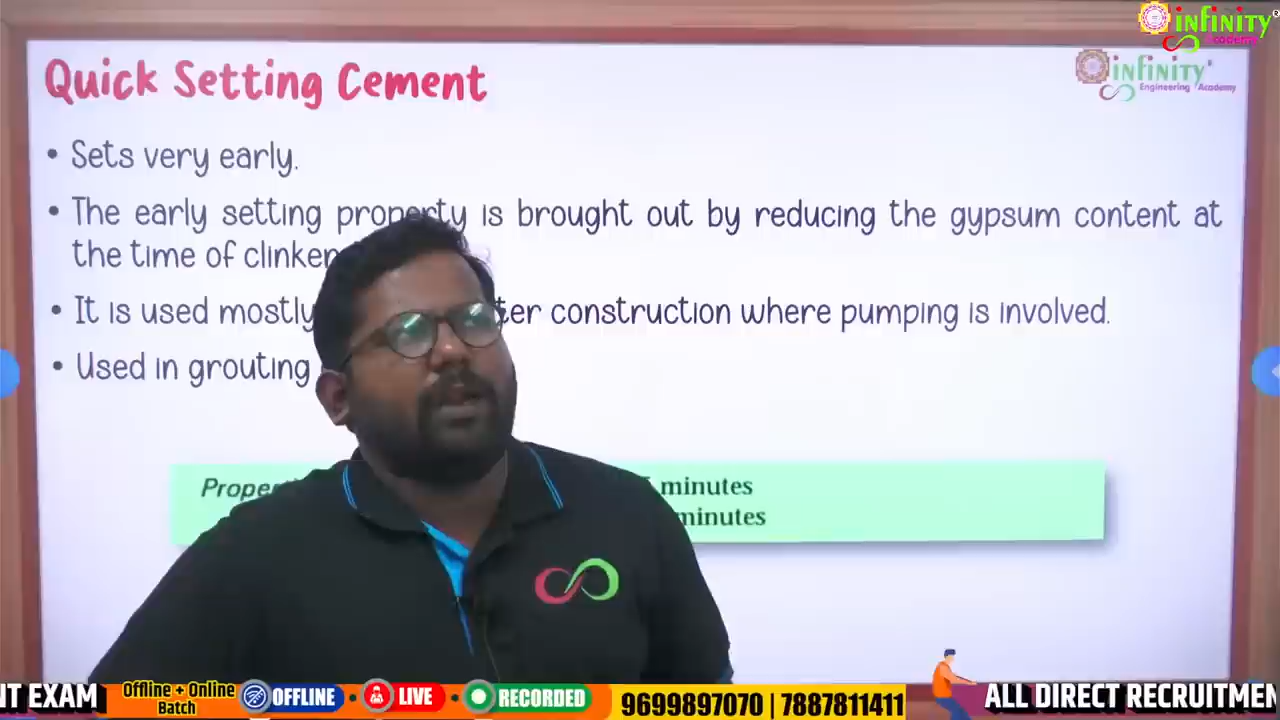 infinity
Academy
infinity
Engineering Academy
Quick Setting Cement
• Sets very early.
• The early setting property is brought out by reducing the gypsum content at
the time of clinker
• It is used mostly ter construction where pumping is involved.
• Used in grouting
minutes
minutes
NT EXAM
Offline + Online
Batch
OFFLINE • LIVE • RECORDED
9699897070 | 7887811411
ALL DIRECT RECRUITMEN